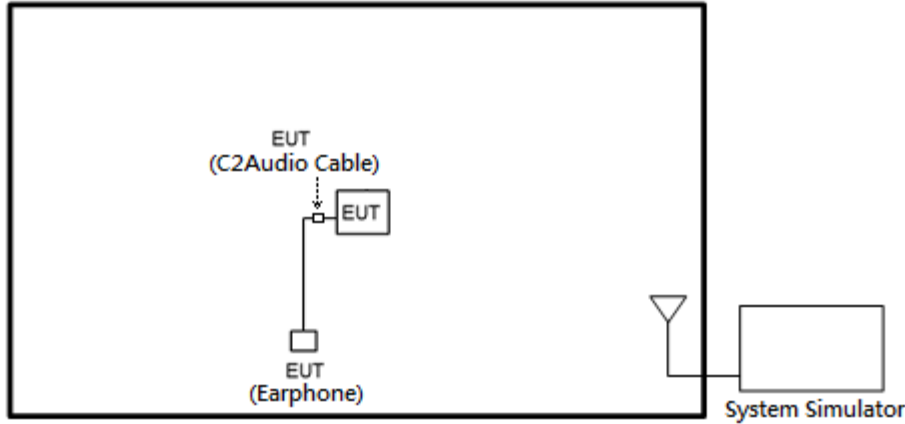 EUT
(C2Audio Cable)
EUT
EUT
(Earphone)
System Simulator